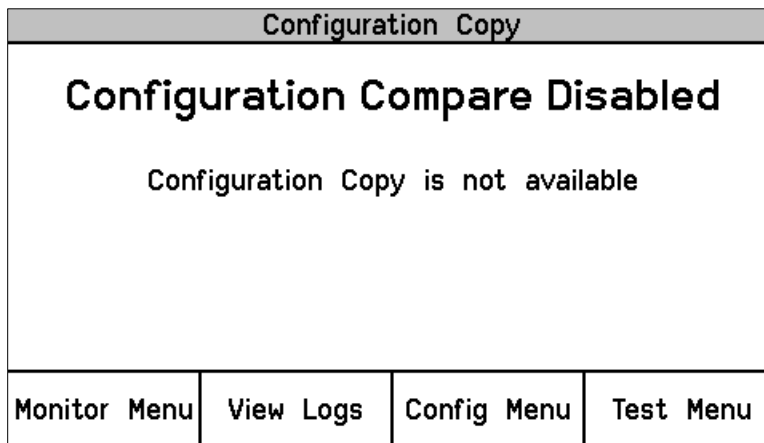 Configuration Copy
Configuration Compare Disabled
Configuration Copy is not available
Monitor Menu View Logs Config Menu Test Menu